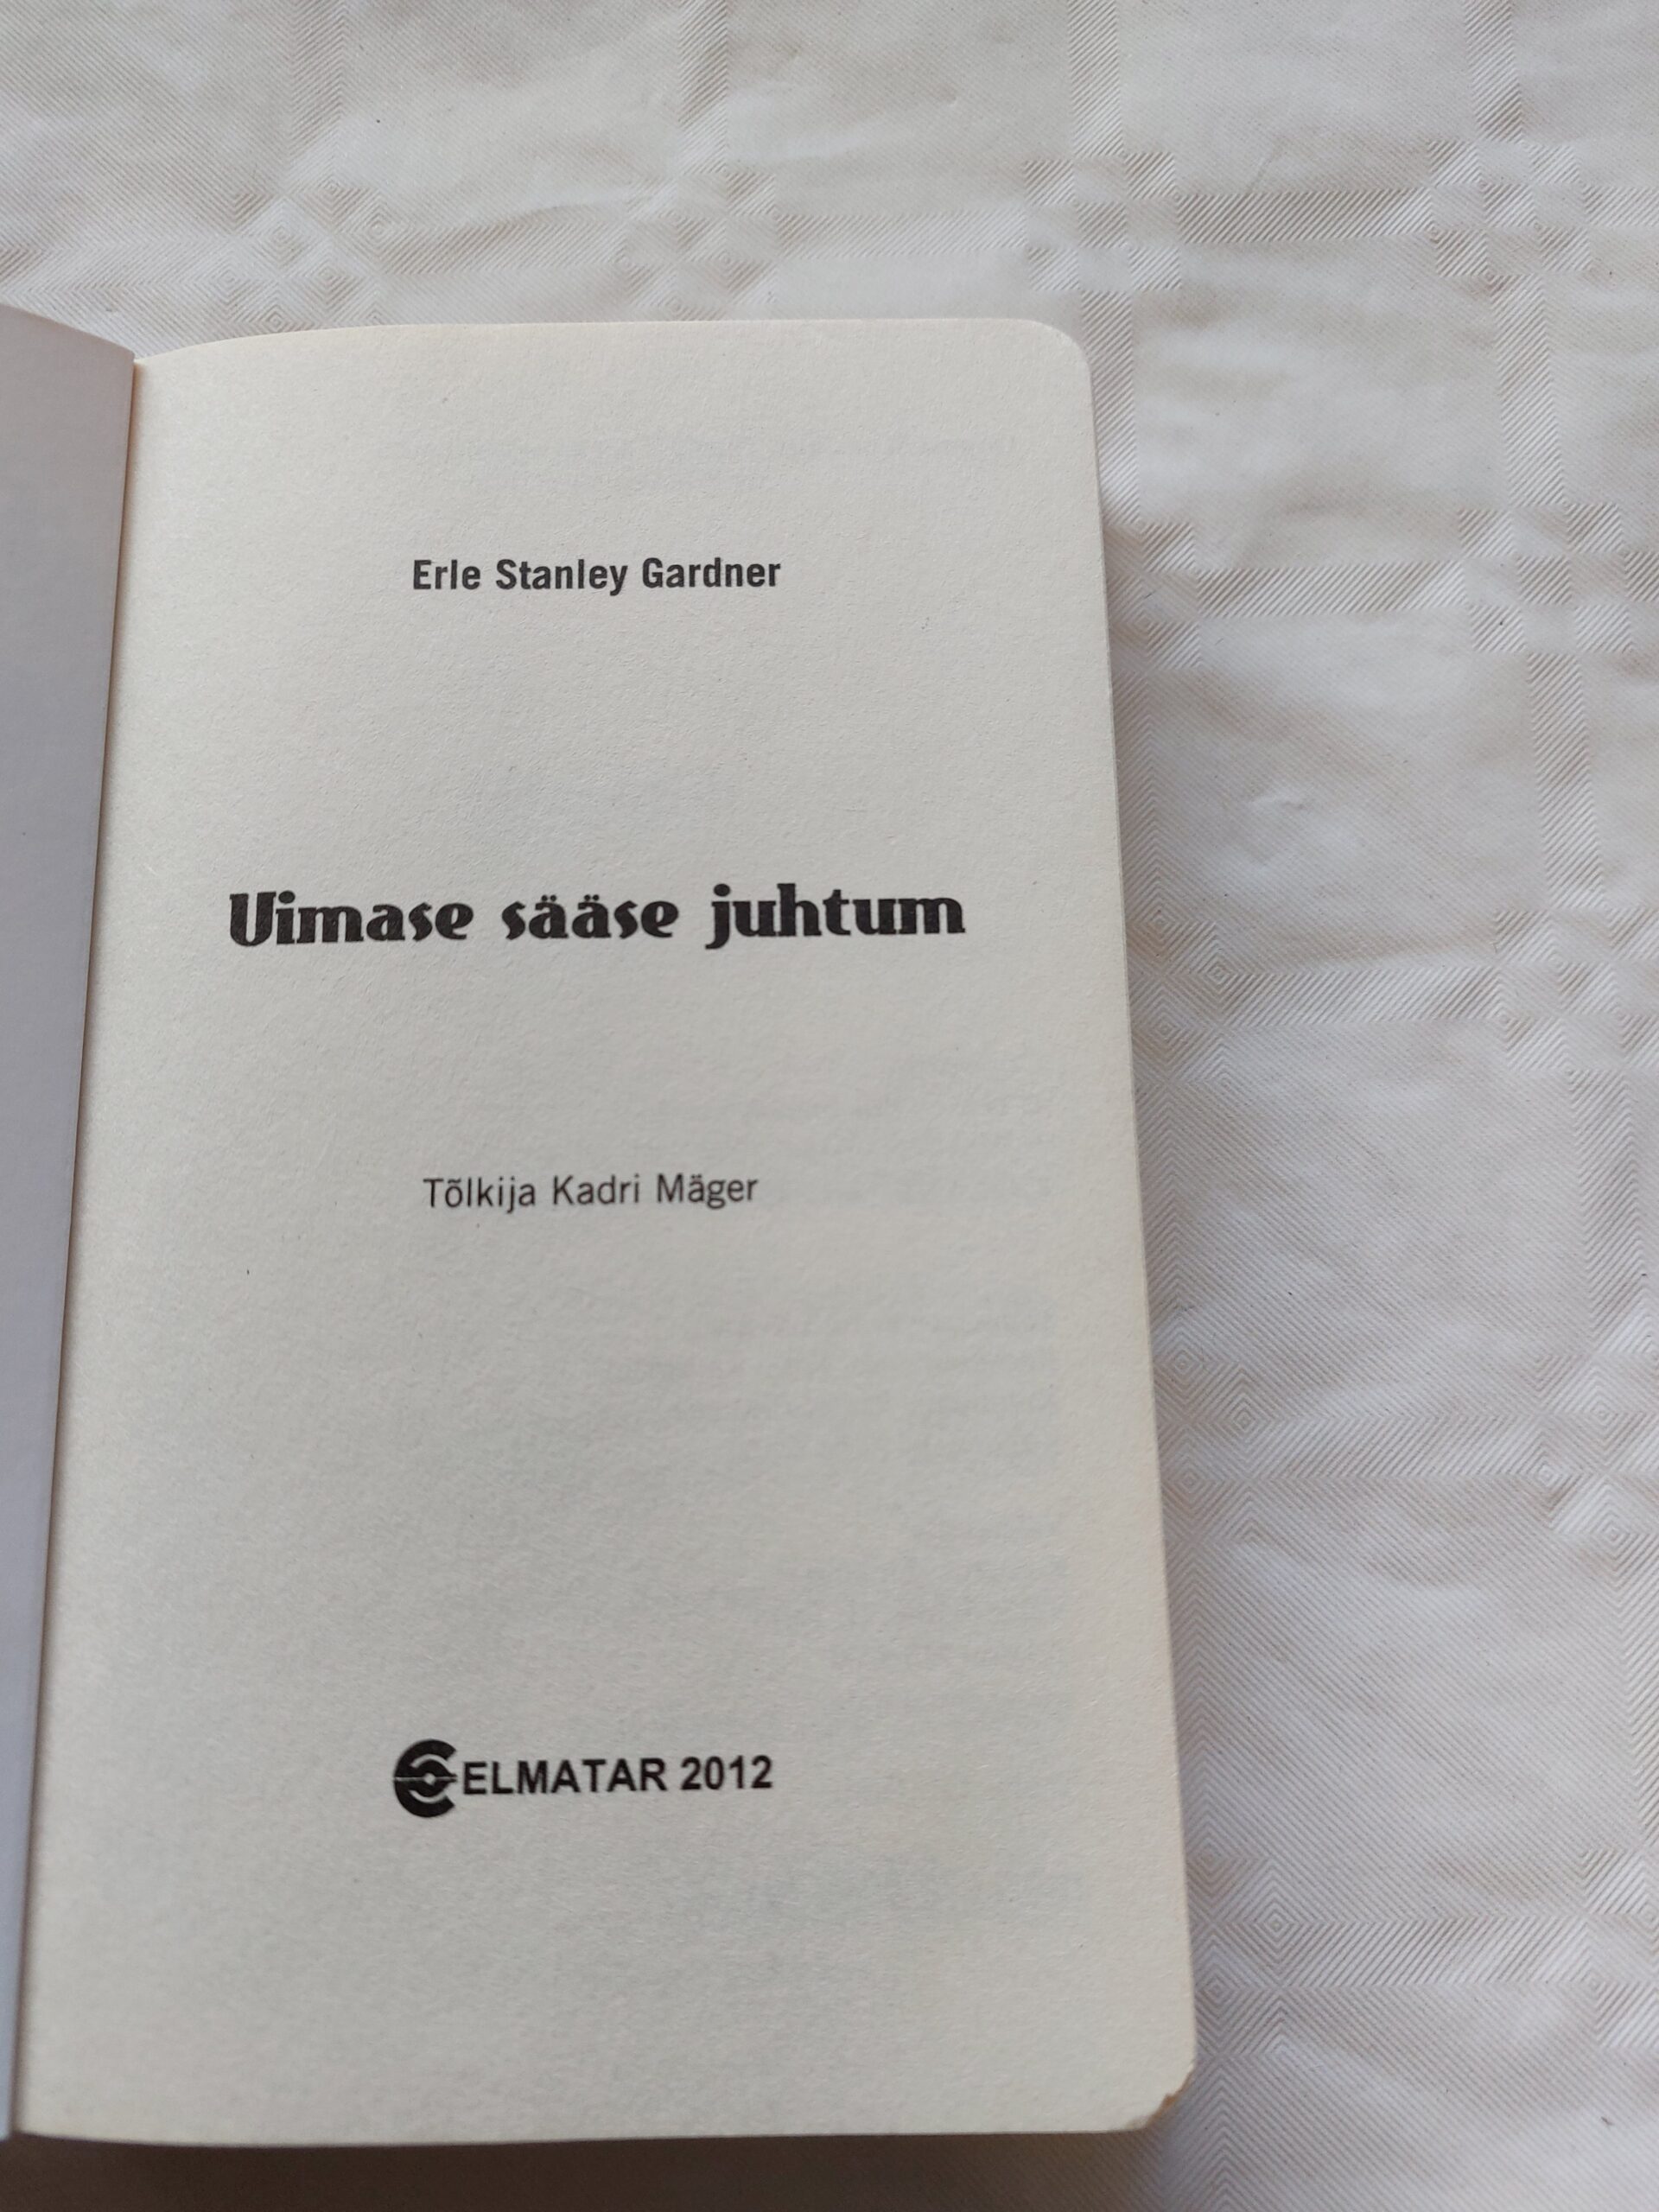 Erle Stanley Gardner
Uimase sääse juhtum
Tõlkija Kadri Mäger
ELMATAR 2012